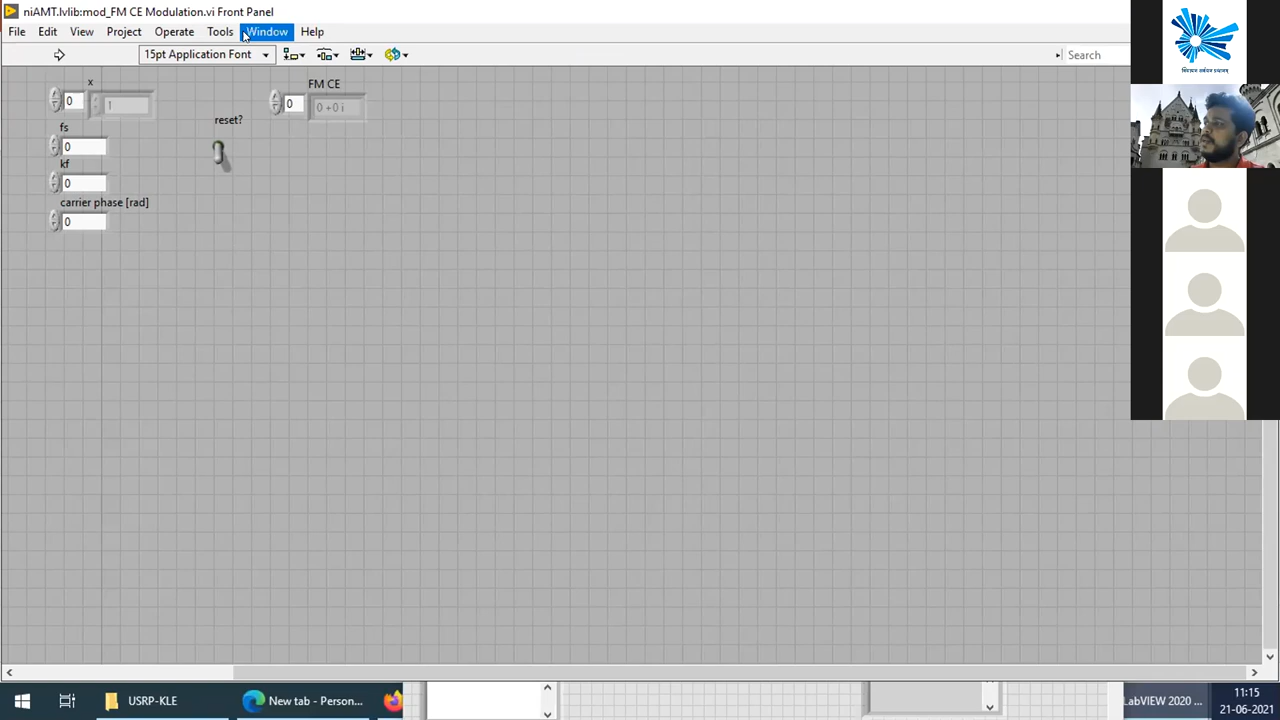 niAMT.lvlib:mod_FM CE Modulation.vi Front Panel
File Edit View Project Operate Tools Window Help
15pt Application Font Search
x
0 1
FM CE
0 0 +0 i
reset?
fs
0
kf
0
carrier phase [rad]
0
USRP-KLE New tab - Person... LabVIEW 2020 ... 11:15
21-06-2021